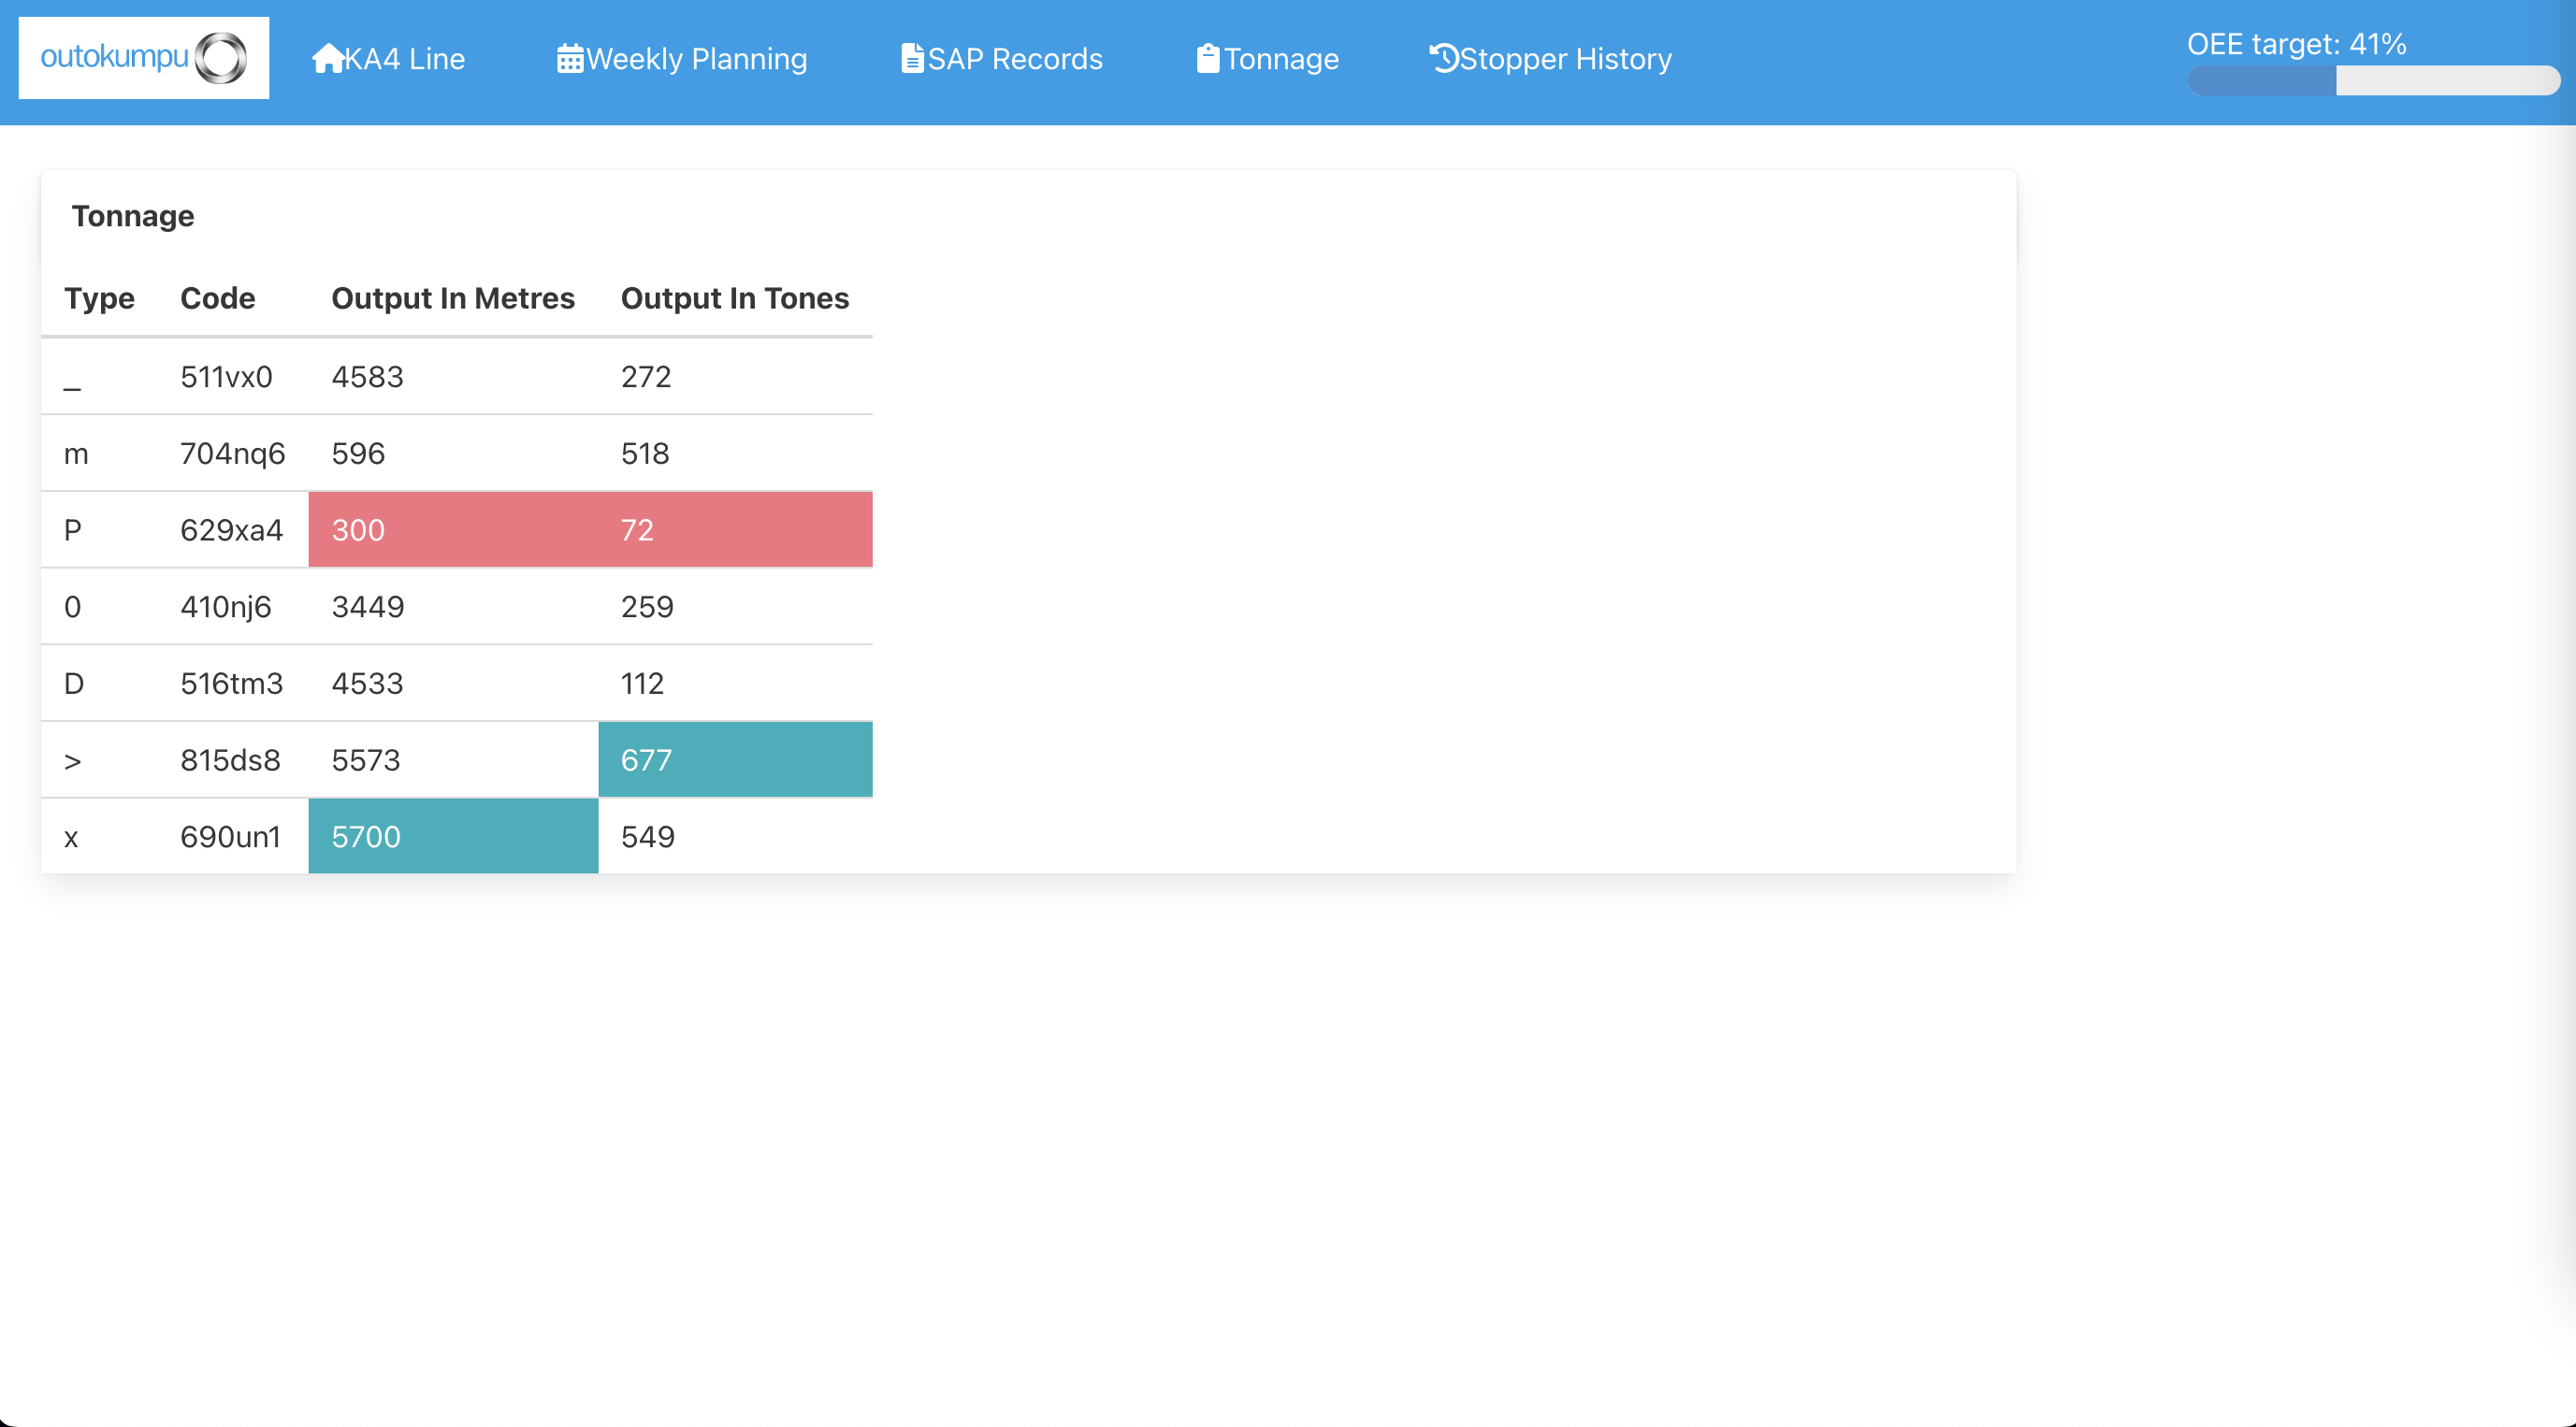 outokumpu KA4 Line Weekly Planning SAP Records Tonnage Stopper History OEE target: 41%
Tonnage
Type Code Output In Metres Output In Tones
_ 511vx0 4583 272
m 704nq6 596 518
P 629xa4 300 72
0 410nj6 3449 259
D 516tm3 4533 112
> 815ds8 5573 677
x 690un1 5700 549